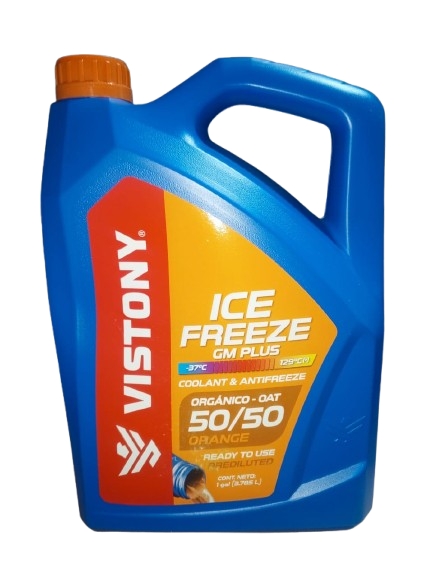 VISTONY®
ICE
FREEZE
GM PLUS
-37°C
129°C
COOLANT & ANTIFREEZE
ORGÁNICO - OAT
50/50
ORANGE
READY TO USE
PREDILUTED
CONT. NETO:
1 gal (3.785 L)